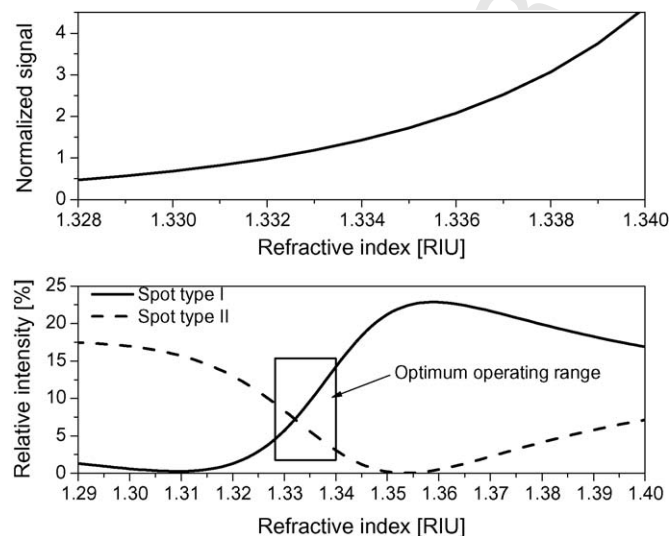 Normalized signal
4
3
2
1
0
1.328 1.330 1.332 1.334 1.336 1.338 1.340
Refractive index [RIU]
Relative intensity [%]
25
20
15
10
5
0
Spot type I
Spot type II
Optimum operating range
1.29 1.30 1.31 1.32 1.33 1.34 1.35 1.36 1.37 1.38 1.39 1.40
Refractive index [RIU]